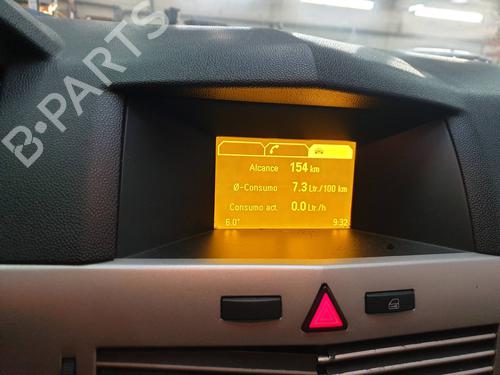 B-PARTS
Alcance 154 km
Ø-Consumo 7.3 Ltr./100 km
Consumo act. 0.0 Ltr./h
6.0° 9:32